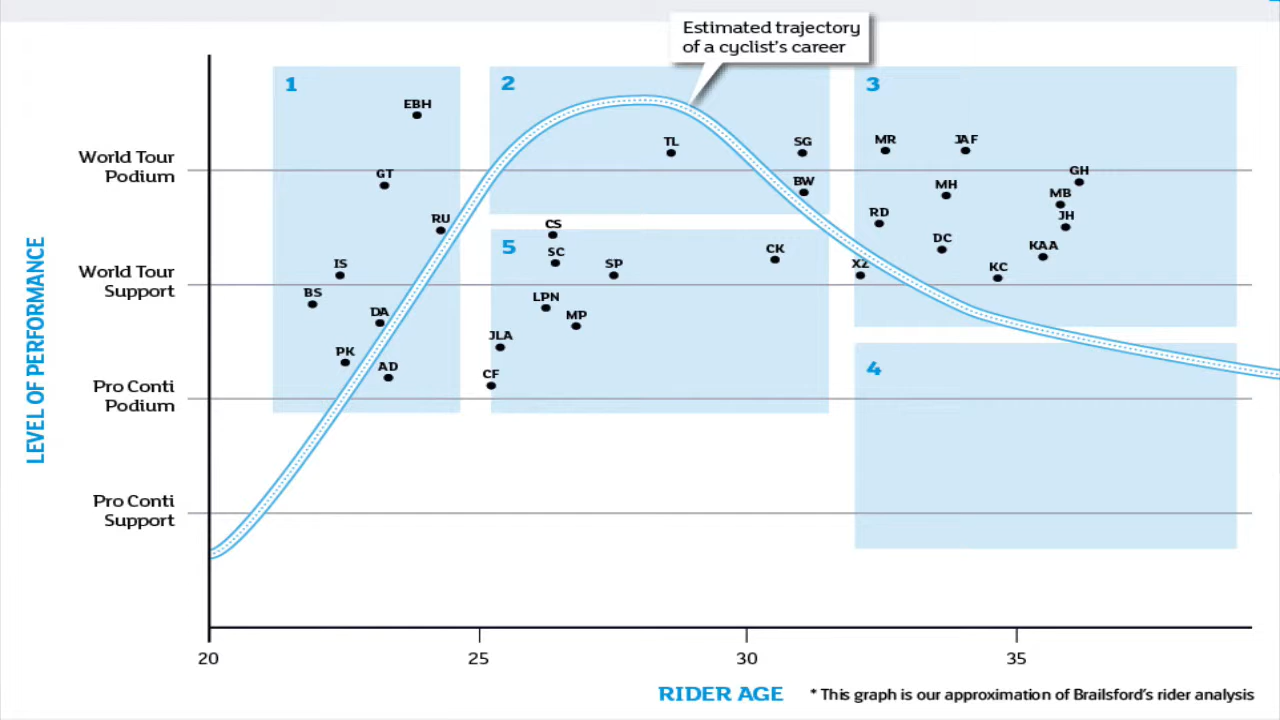 Estimated trajectory
of a cyclist's career
1
2
3
EBH
TL
SG
MR
JAF
World Tour
Podium
GT
BW
MH
GH
MB
RU
CS
RD
JH
LEVEL OF PERFORMANCE
5
SC
SP
CK
XZ
DC
KAA
KC
IS
World Tour
Support
BS
DA
LPN
MP
JLA
PK
AD
CF
4
Pro Conti
Podium
Pro Conti
Support
20
25
30
35
RIDER AGE
* This graph is our approximation of Brailsford's rider analysis